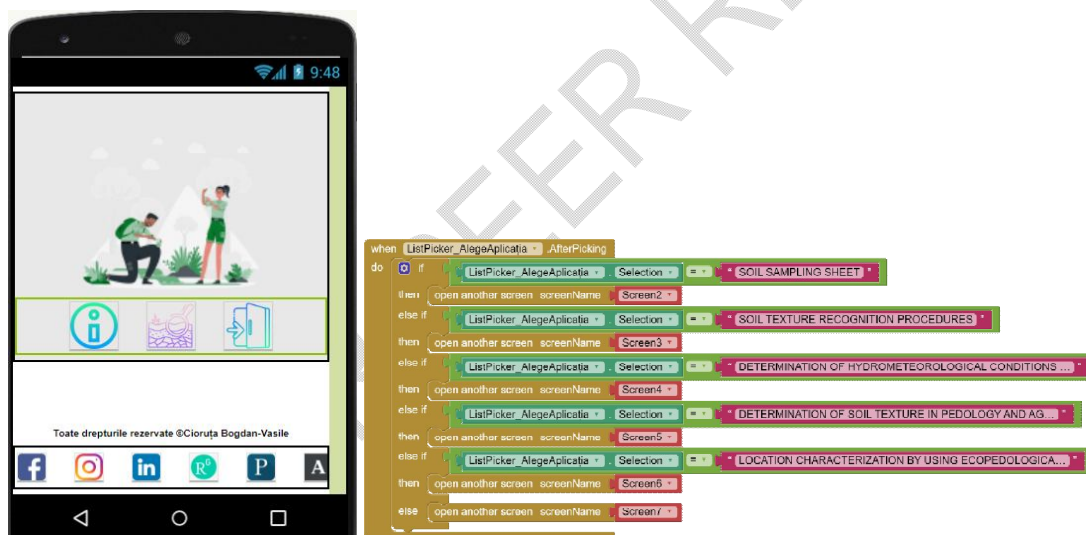 9:48
Toate drepturile rezervate ©Cioruța Bogdan-Vasile
f in R⁶ P A
PEER R
when ListPicker_AlegeAplicația .AfterPicking
do if ListPicker_AlegeAplicația . Selection = " SOIL SAMPLING SHEET "
then open another screen screenName Screen2
else if ListPicker_AlegeAplicația . Selection = " SOIL TEXTURE RECOGNITION PROCEDURES "
then open another screen screenName Screen3
else if ListPicker_AlegeAplicația . Selection = " DETERMINATION OF HYDROMETEOROLOGICAL CONDITIONS ... "
then open another screen screenName Screen4
else if ListPicker_AlegeAplicația . Selection = " DETERMINATION OF SOIL TEXTURE IN PEDOLOGY AND AG... "
then open another screen screenName Screen5
else if ListPicker_AlegeAplicația . Selection = " LOCATION CHARACTERIZATION BY USING ECOPEDOLOGICA... "
then open another screen screenName Screen6
else open another screen screenName Screen7